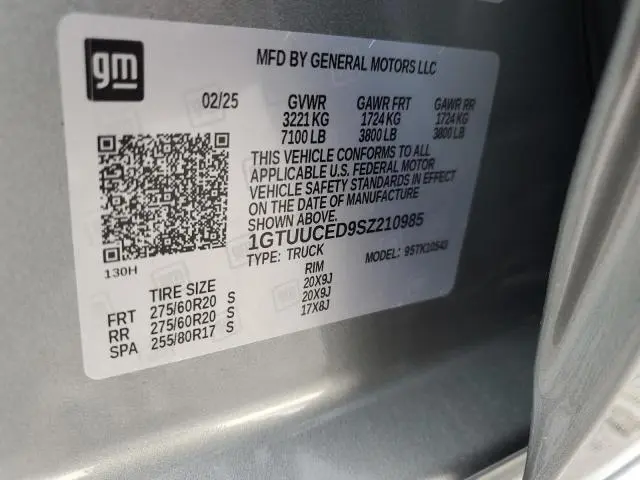 gm
MFD BY GENERAL MOTORS LLC
02/25 GVWR GAWR FRT GAWR RR
3221 KG 1724 KG 1724 KG
7100 LB 3800 LB 3800 LB
THIS VEHICLE CONFORMS TO ALL
APPLICABLE U.S. FEDERAL MOTOR
VEHICLE SAFETY STANDARDS IN EFFECT
ON THE DATE OF MANUFACTURE
SHOWN ABOVE.
1GTUUCED9SZ210985
TYPE: TRUCK MODEL: 95TK10543
130H
TIRE SIZE RIM
FRT 275/60R20 S 20X9J
RR 275/60R20 S 20X9J
SPA 255/80R17 S 17X8J